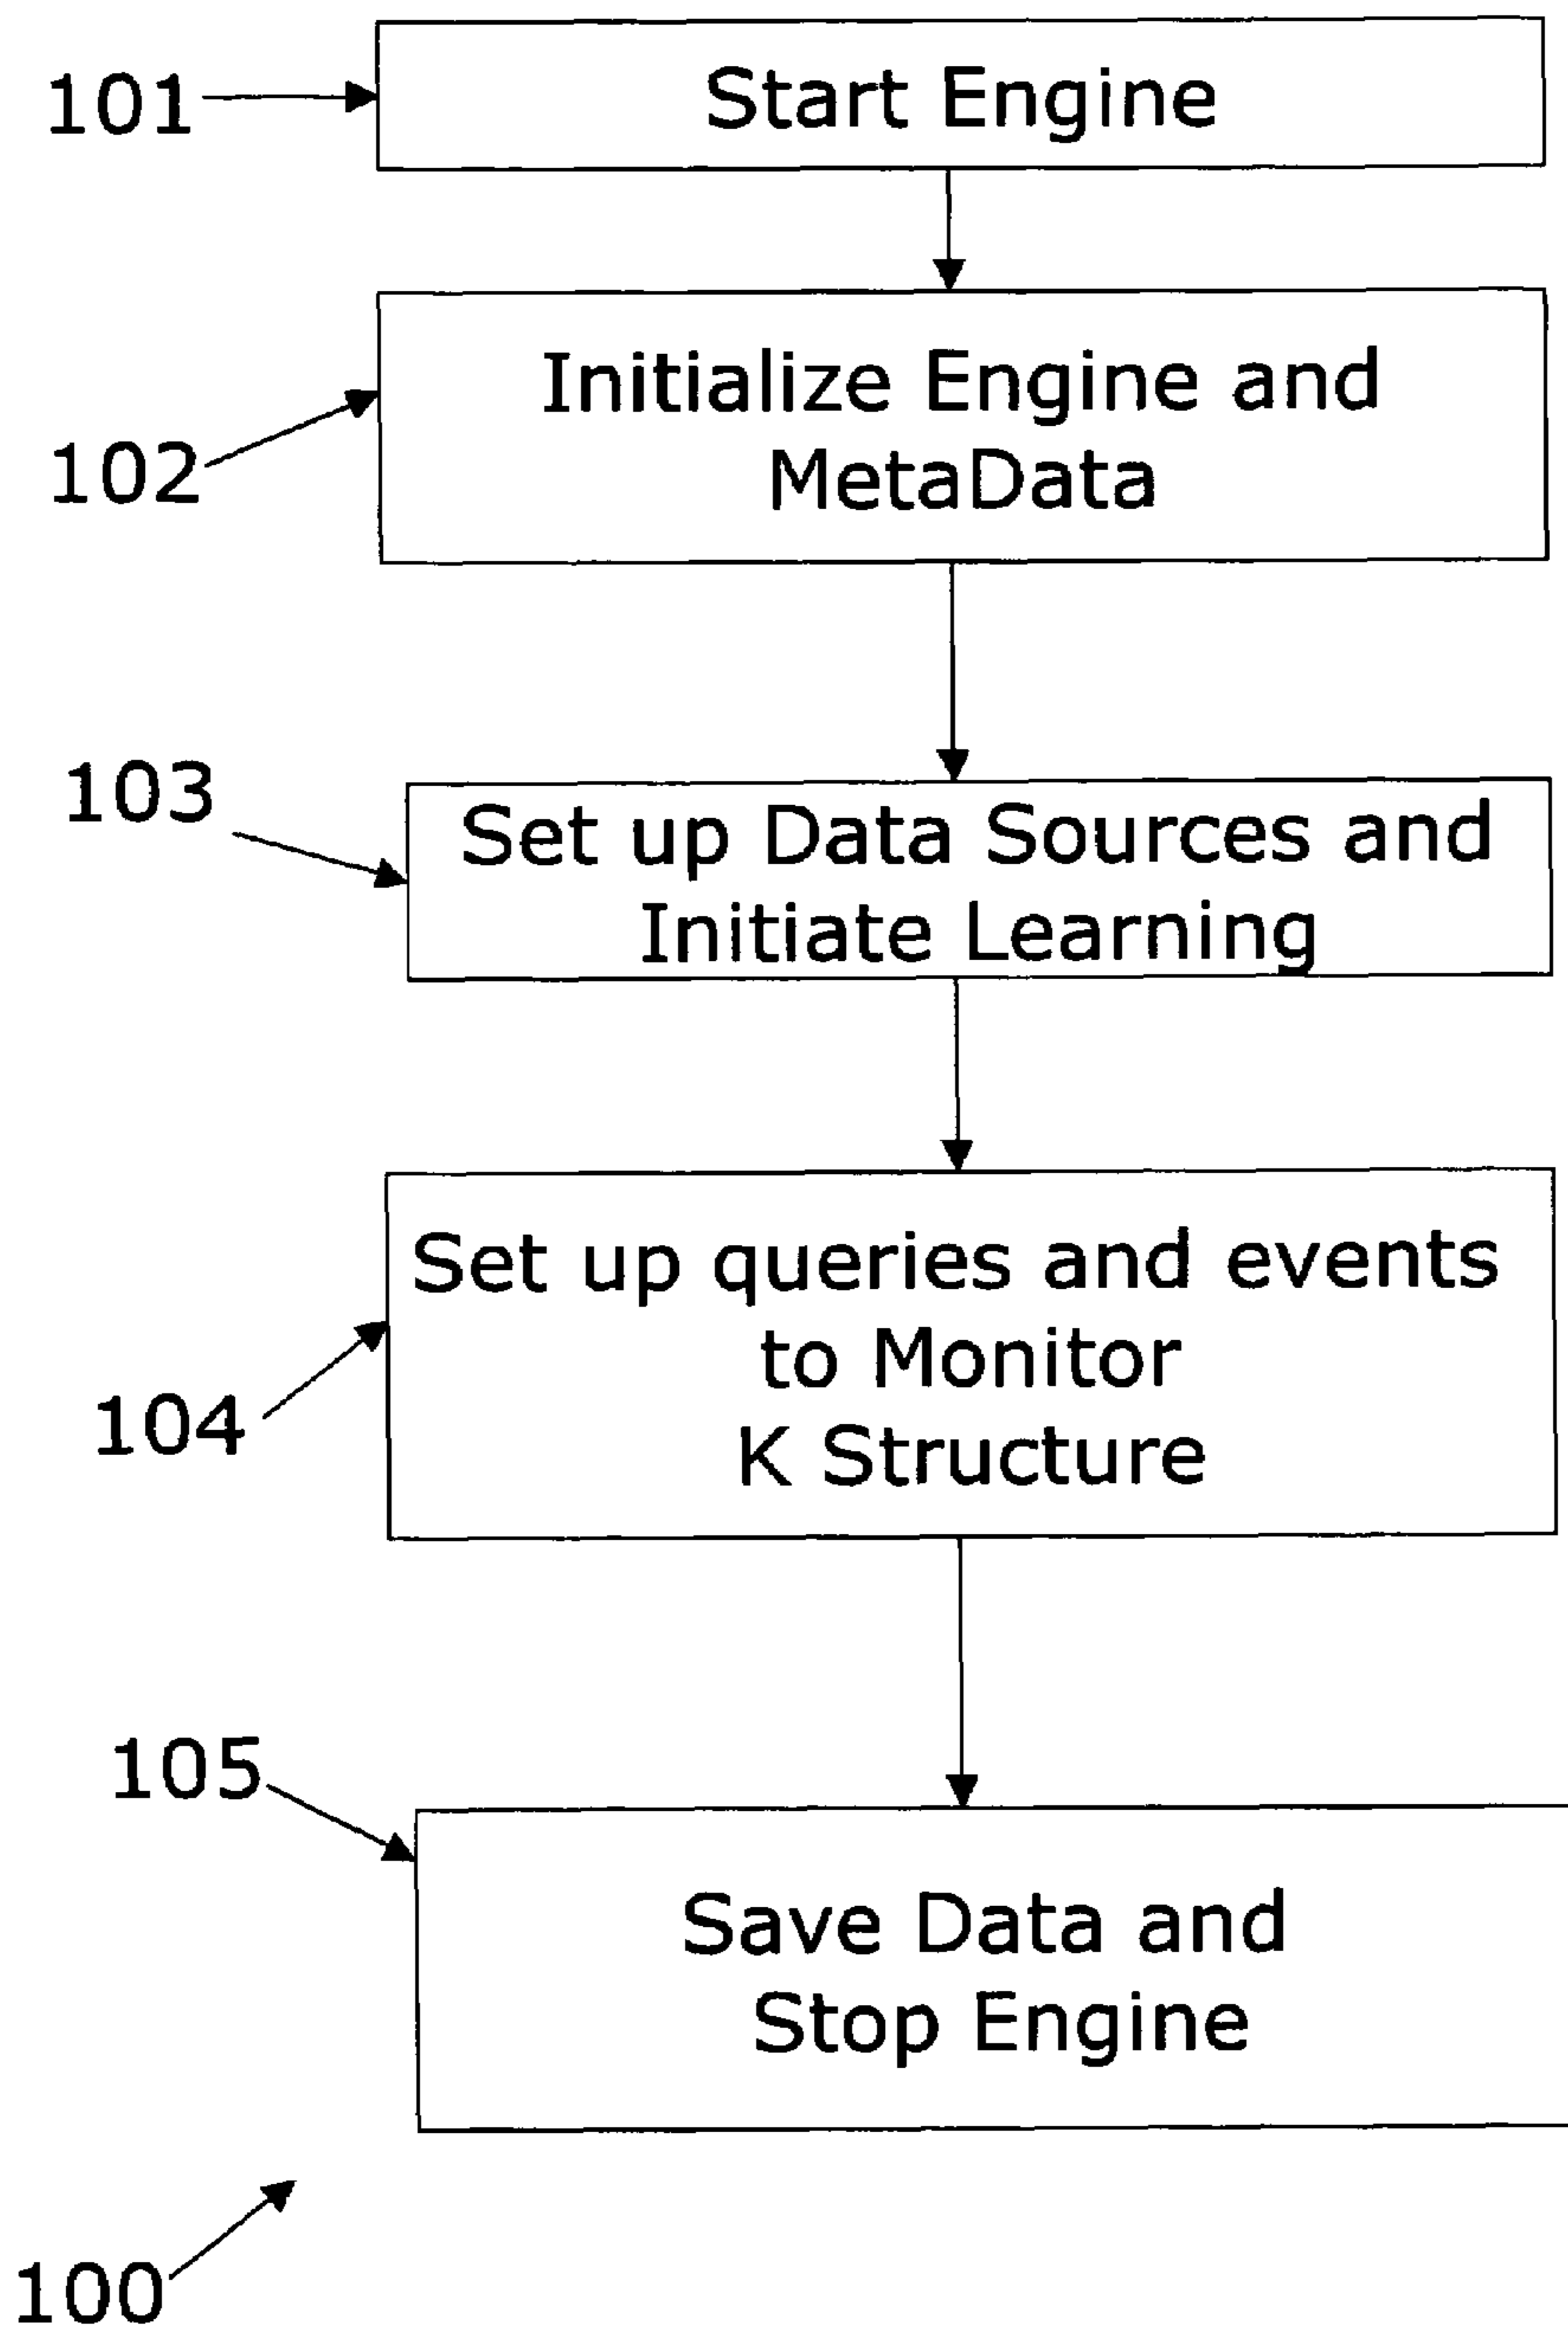 101
Start Engine
102
Initialize Engine and
MetaData
103
Set up Data Sources and
Initiate Learning
104
Set up queries and events
to Monitor
K Structure
105
Save Data and
Stop Engine
100